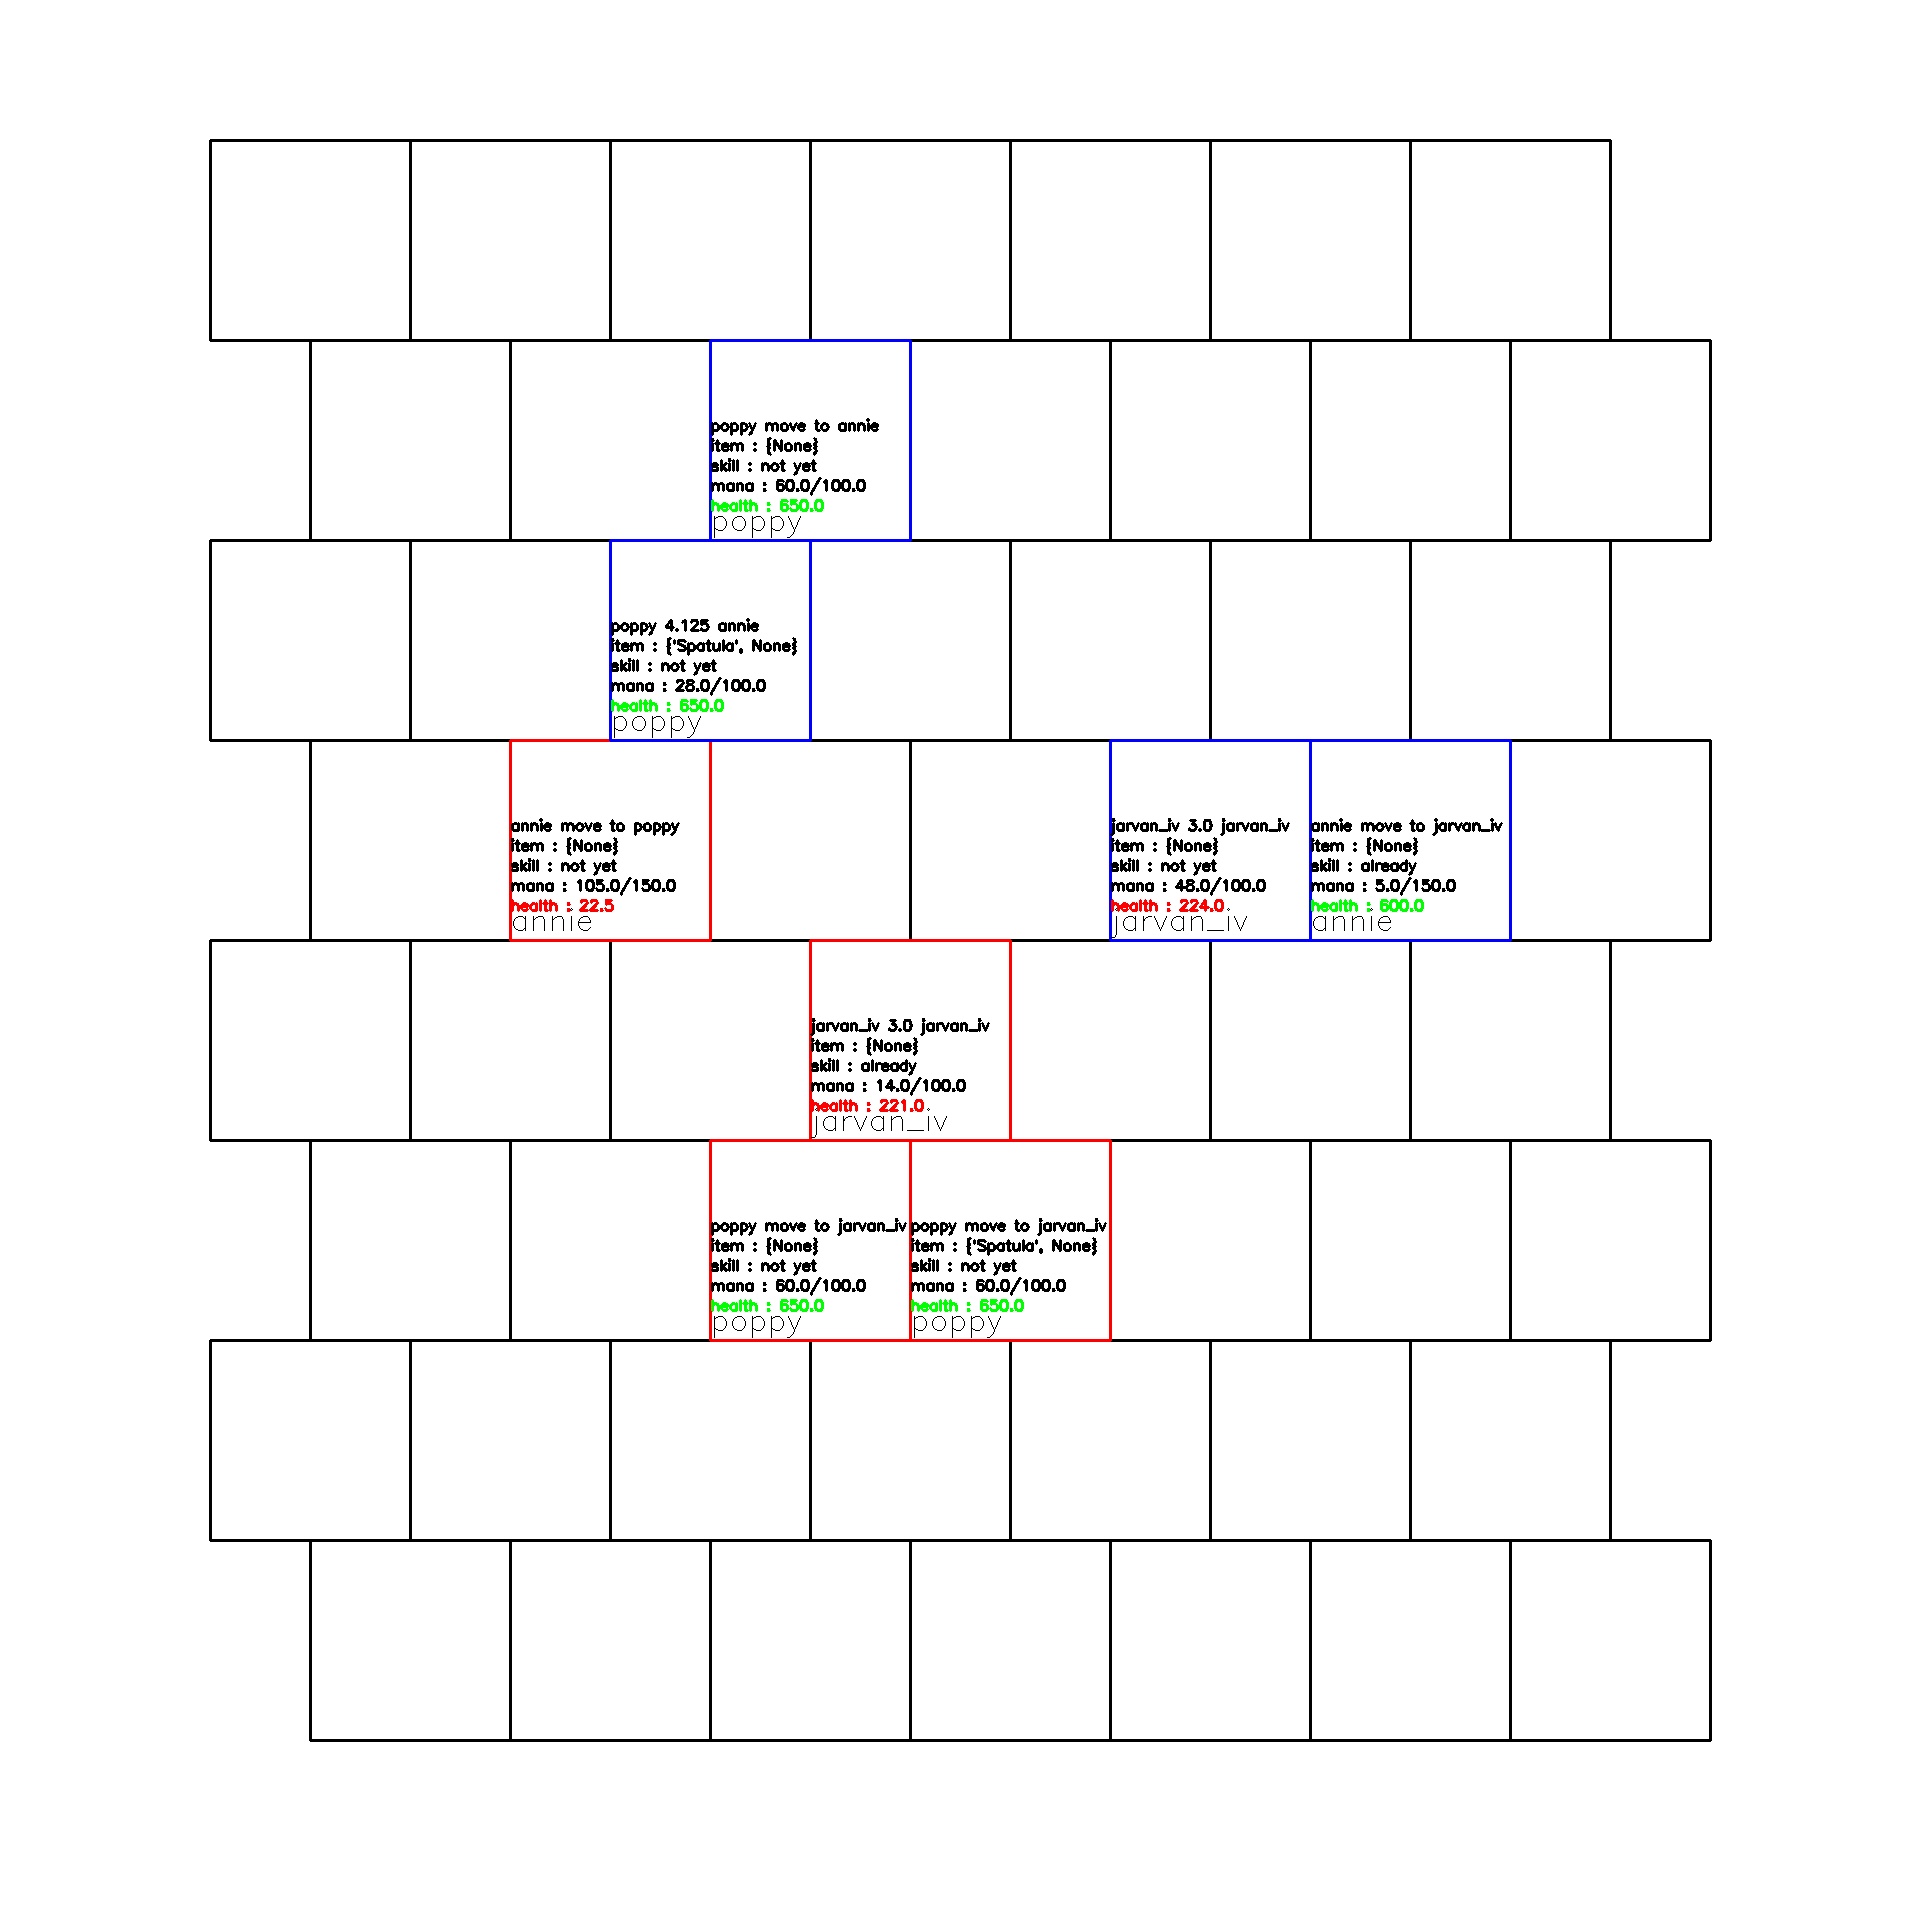 poppy move to annie
item : {None}
skill : not yet
mana : 60.0/100.0
health : 650.0
poppy
poppy 4.125 annie
item : {'Spatula', None}
skill : not yet
mana : 28.0/100.0
health : 650.0
poppy
annie move to poppy
item : {None}
skill : not yet
mana : 105.0/150.0
health : 22.5
annie
jarvan_iv 3.0 jarvan_iv
item : {None}
skill : not yet
mana : 48.0/100.0
health : 224.0
jarvan_iv
annie move to jarvan_iv
item : {None}
skill : already
mana : 5.0/150.0
health : 600.0
annie
jarvan_iv 3.0 jarvan_iv
item : {None}
skill : already
mana : 14.0/100.0
health : 221.0
jarvan_iv
poppy move to jarvan_iv
item : {None}
skill : not yet
mana : 60.0/100.0
health : 650.0
poppy
poppy move to jarvan_iv
item : {'Spatula', None}
skill : not yet
mana : 60.0/100.0
health : 650.0
poppy